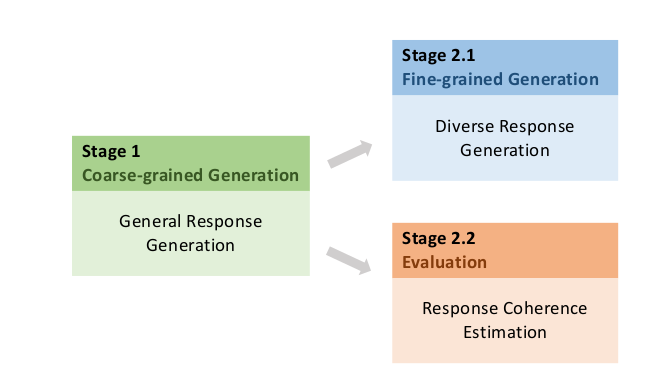 Stage 1
Coarse-grained Generation
General Response
Generation
Stage 2.1
Fine-grained Generation
Diverse Response
Generation
Stage 2.2
Evaluation
Response Coherence
Estimation